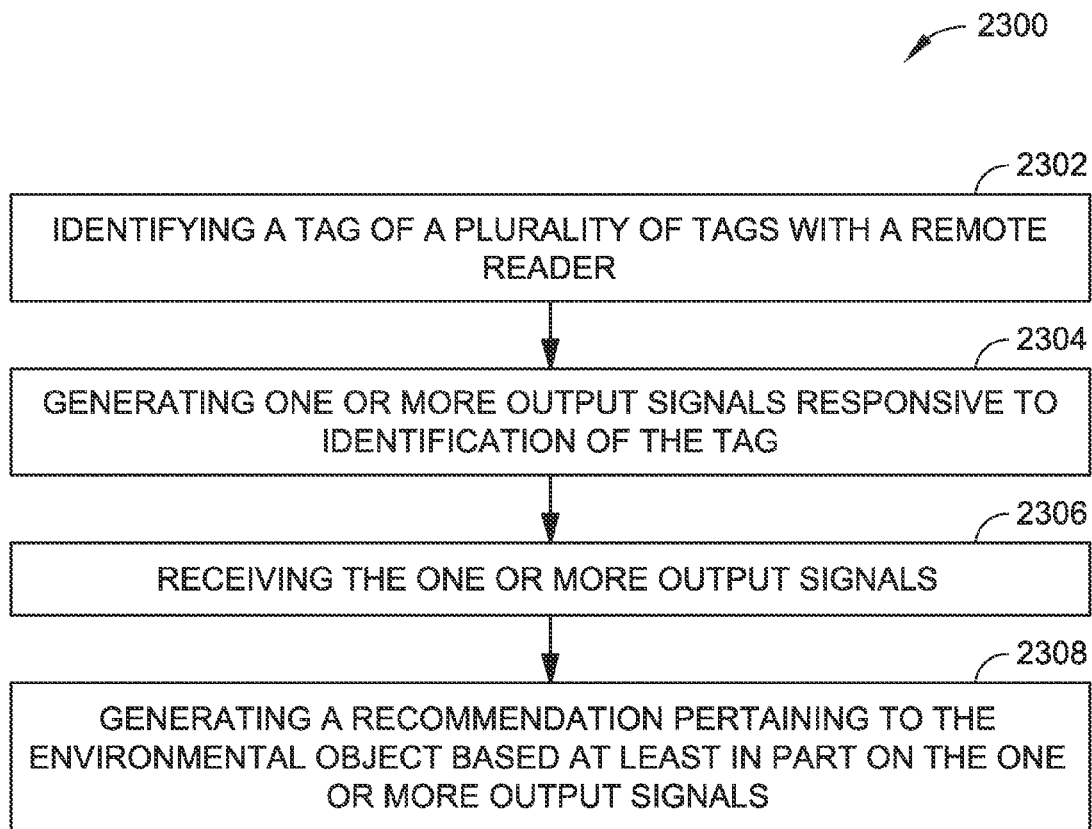 2300
2302
IDENTIFYING A TAG OF A PLURALITY OF TAGS WITH A REMOTE
READER
2304
GENERATING ONE OR MORE OUTPUT SIGNALS RESPONSIVE TO
IDENTIFICATION OF THE TAG
2306
RECEIVING THE ONE OR MORE OUTPUT SIGNALS
2308
GENERATING A RECOMMENDATION PERTAINING TO THE
ENVIRONMENTAL OBJECT BASED AT LEAST IN PART ON THE ONE
OR MORE OUTPUT SIGNALS